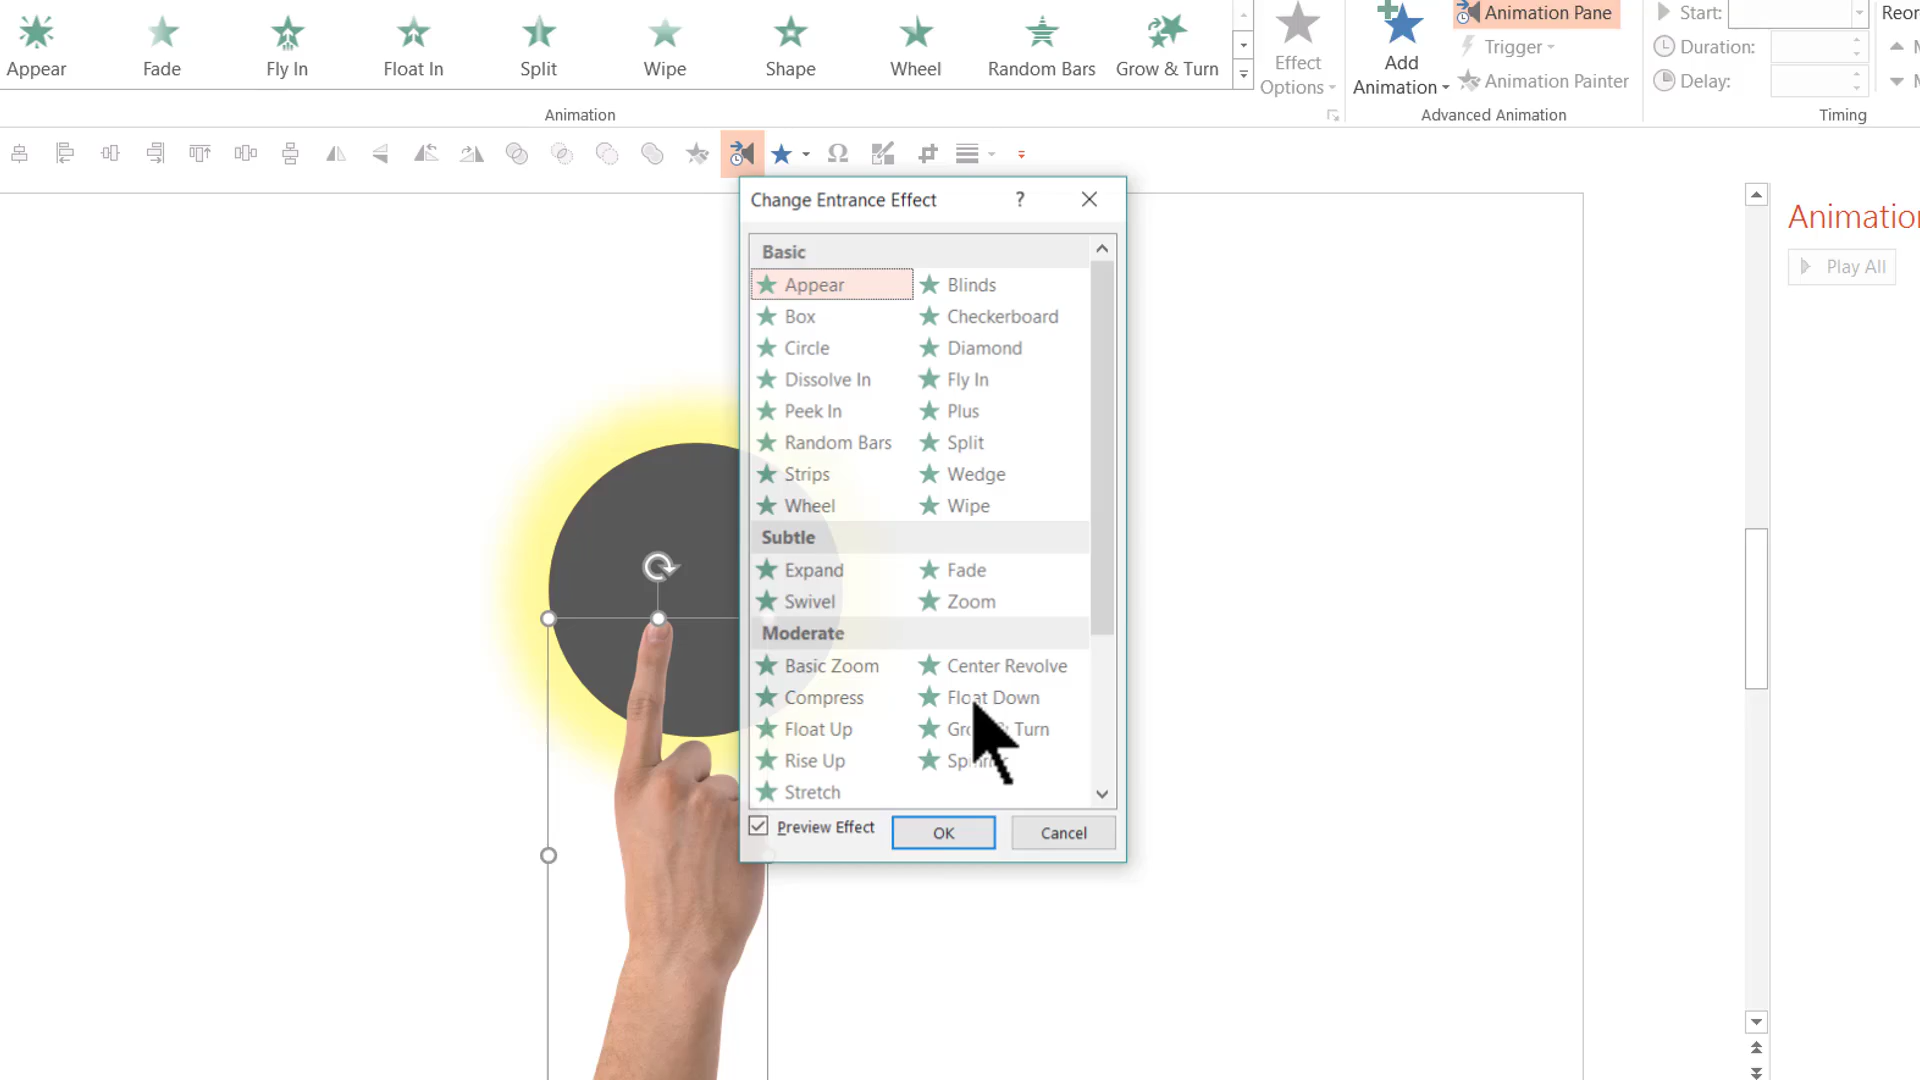 Appear
Fade
Fly In
Float In
Split
Wipe
Shape
Wheel
Random Bars
Grow & Turn
Effect
Options
Add
Animation
Animation Pane
Trigger
Animation Painter
Start:
Duration:
Delay:
Reor
Animation
Advanced Animation
Timing
Change Entrance Effect
?
Basic
Appear
Blinds
Box
Checkerboard
Circle
Diamond
Dissolve In
Fly In
Peek In
Plus
Random Bars
Split
Strips
Wedge
Wheel
Wipe
Subtle
Expand
Fade
Swivel
Zoom
Moderate
Basic Zoom
Center Revolve
Compress
Float Down
Float Up
Turn
Rise Up
Stretch
Preview Effect
OK
Cancel
Animation
Play All